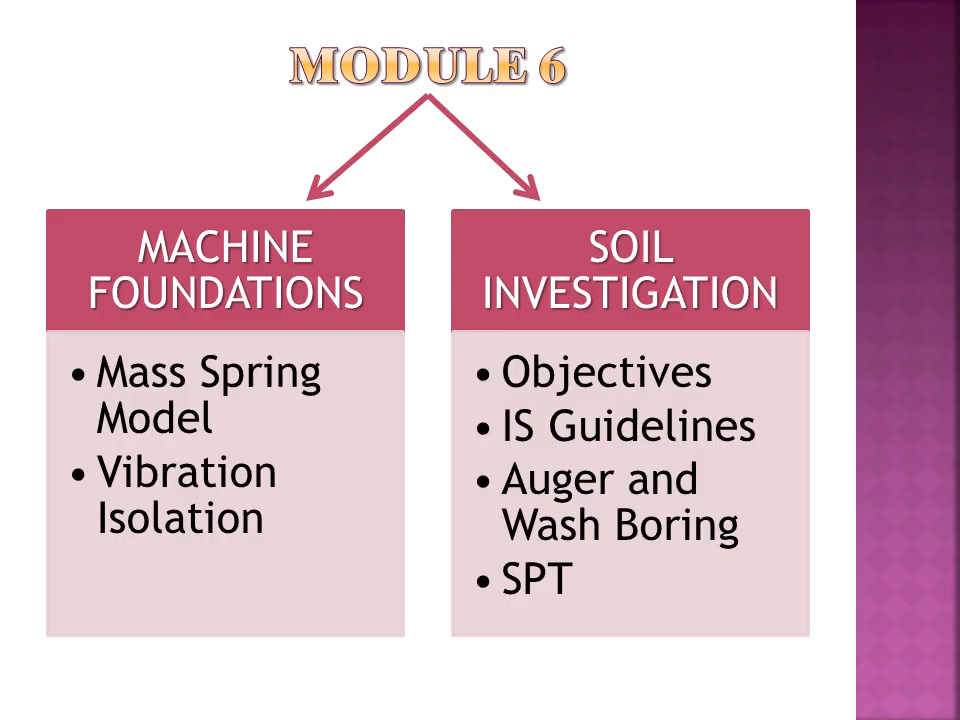 MODULE 6
MACHINE
FOUNDATIONS
• Mass Spring
Model
• Vibration
Isolation
SOIL
INVESTIGATION
• Objectives
• IS Guidelines
• Auger and
Wash Boring
• SPT